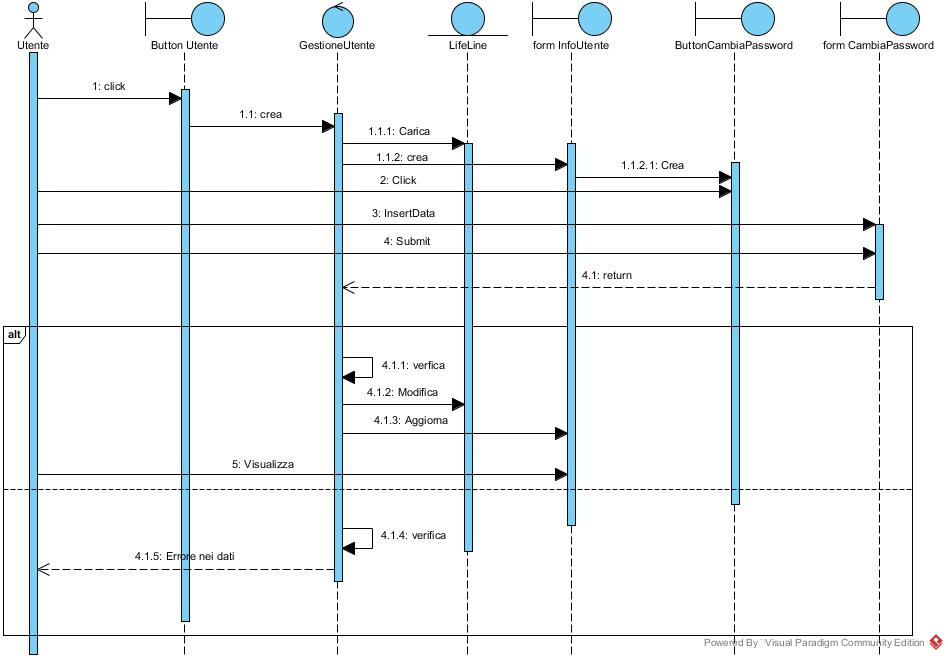 Utente
Button Utente
GestioneUtente
LifeLine
form InfoUtente
ButtonCambiaPassword
form CambiaPassword
1: click
1.1: crea
1.1.1: Carica
1.1.2: crea
1.1.2.1: Crea
2: Click
3: InsertData
4: Submit
4.1: return
alt
4.1.1: verfica
4.1.2: Modifica
4.1.3: Aggiorna
5: Visualizza
4.1.4: verifica
4.1.5: Errore nei dati
Powered By Visual Paradigm Community Edition